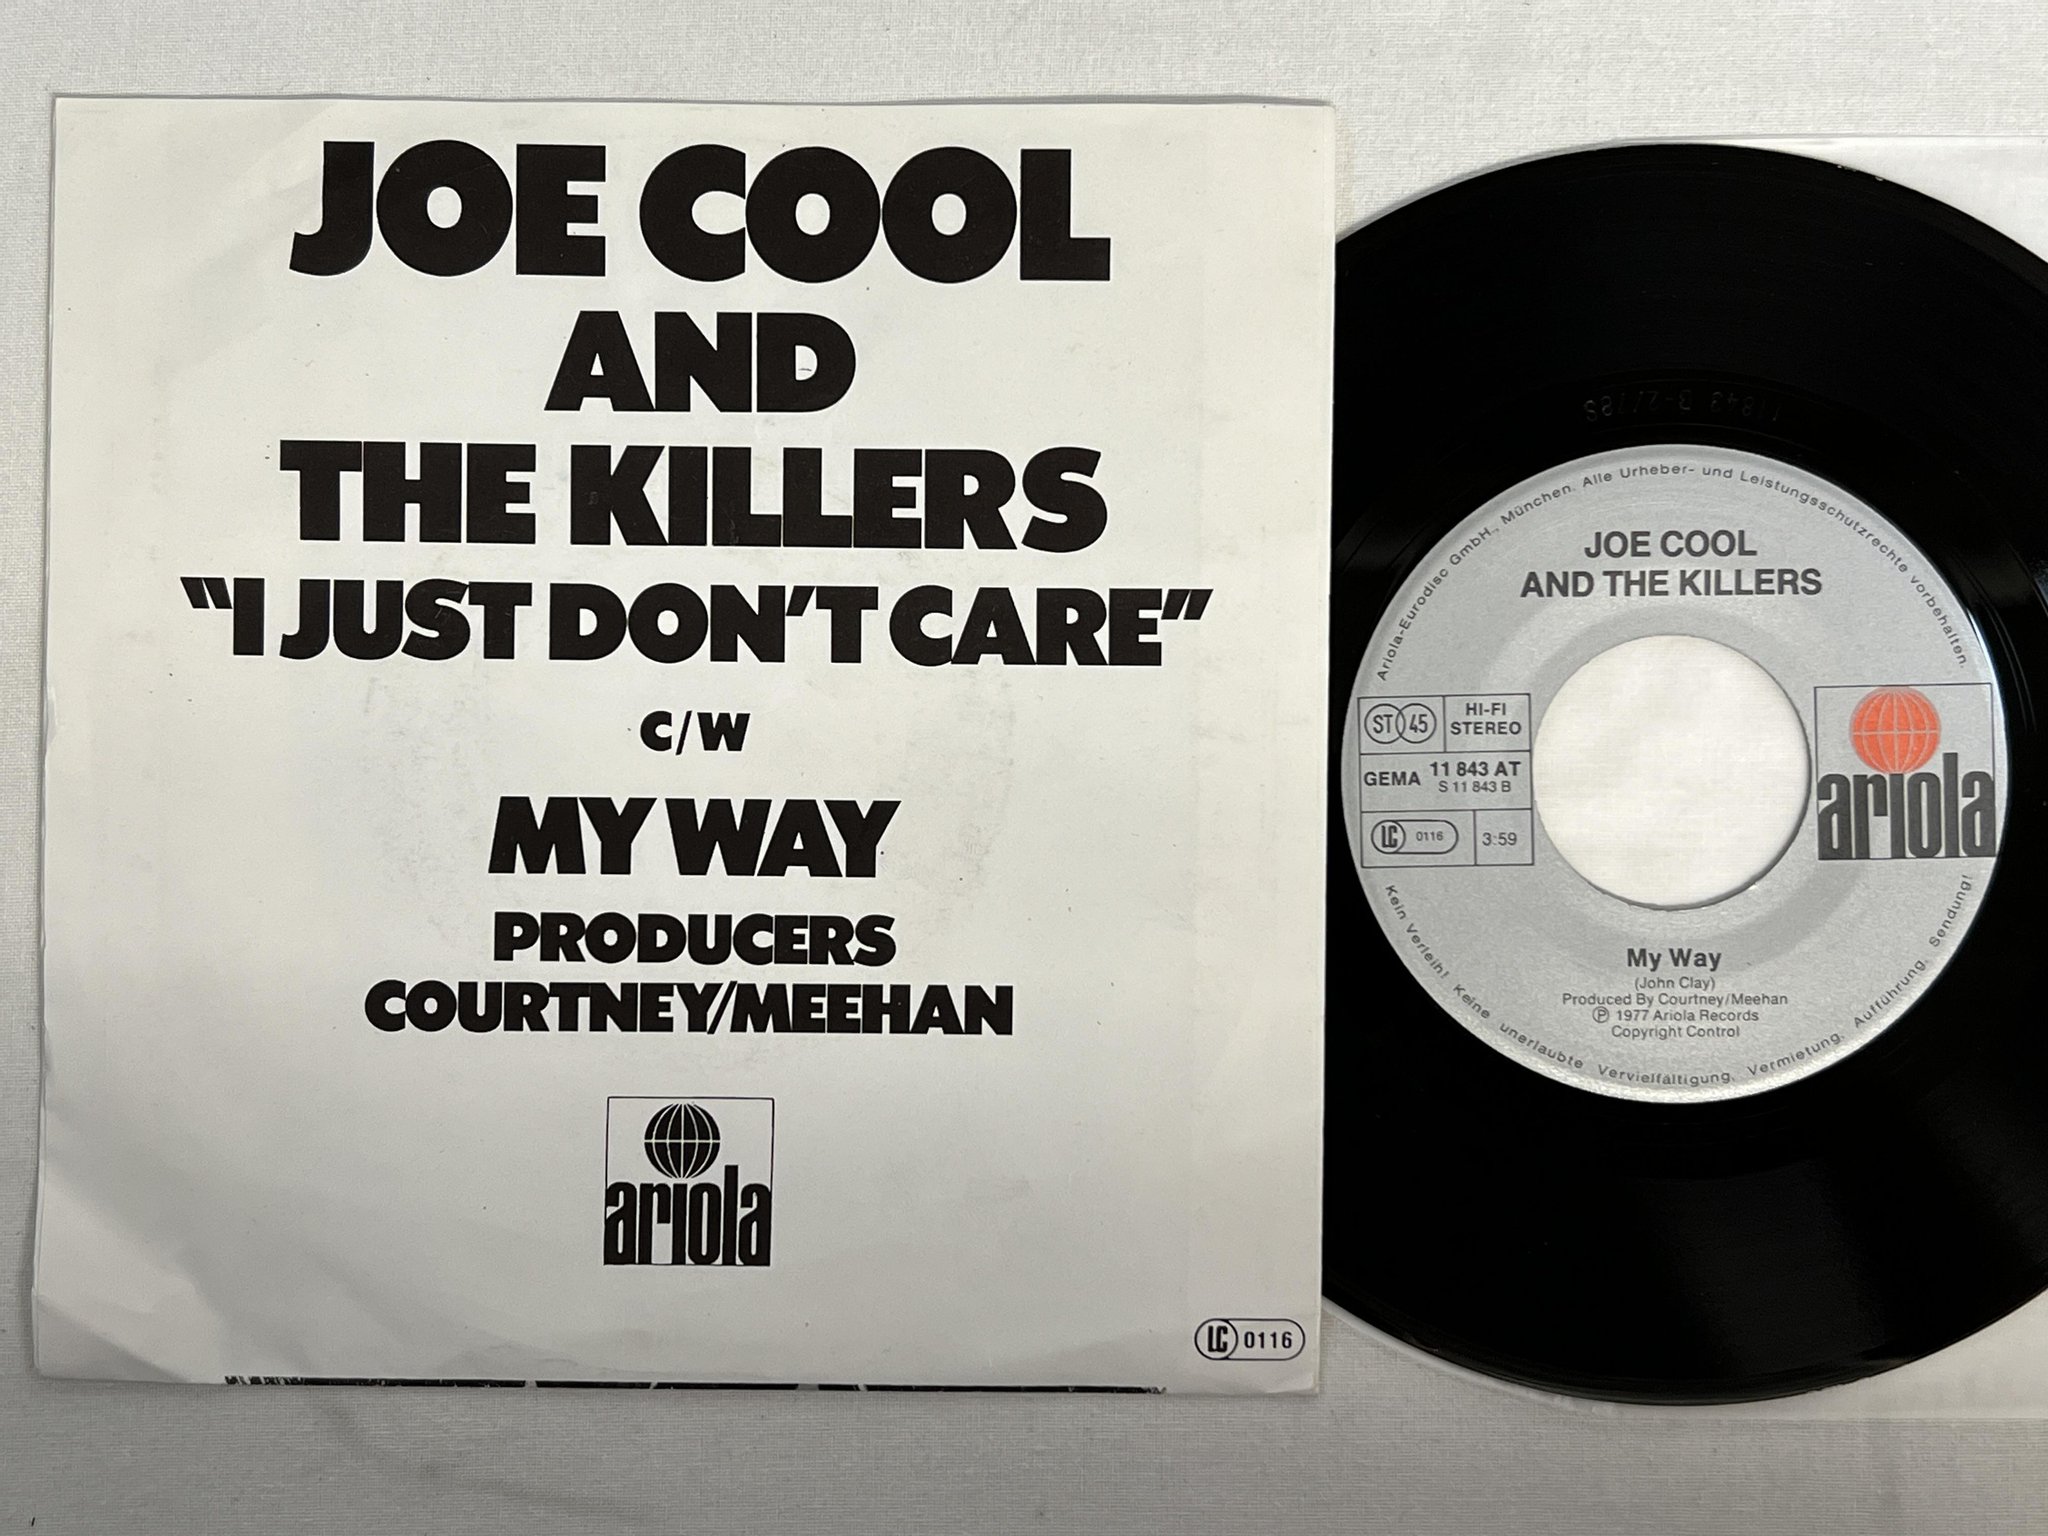 JOE COOL
AND
THE KILLERS
"I JUST DON'T CARE"
C/W
MY WAY
PRODUCERS
COURTNEY/MEEHAN
ariola
LC 0116
Ariola-Eurodisc GmbH., München. Alle Urheber- und Leistungsschutzrechte vorbehalten.
JOE COOL
AND THE KILLERS
ST 45
HI-FI
STEREO
GEMA
11 843 AT
S 11 843 B
LC 0116
3:59
ariola
My Way
(John Clay)
Produced By Courtney/Meehan
℗ 1977 Ariola Records
Copyright Control
Kein Verleih! Keine unerlaubte Vervielfältigung, Vermietung, Aufführung, Sendung!